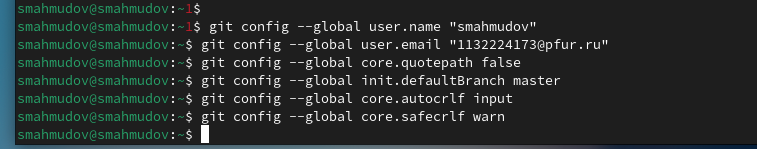 smahmudov@smahmudov:~1$
smahmudov@smahmudov:~1$ git config --global user.name "smahmudov"
smahmudov@smahmudov:~$ git config --global user.email "1132224173@pfur.ru"
smahmudov@smahmudov:~$ git config --global core.quotepath false
smahmudov@smahmudov:~$ git config --global init.defaultBranch master
smahmudov@smahmudov:~$ git config --global core.autocrlf input
smahmudov@smahmudov:~$ git config --global core.safecrlf warn
smahmudov@smahmudov:~$